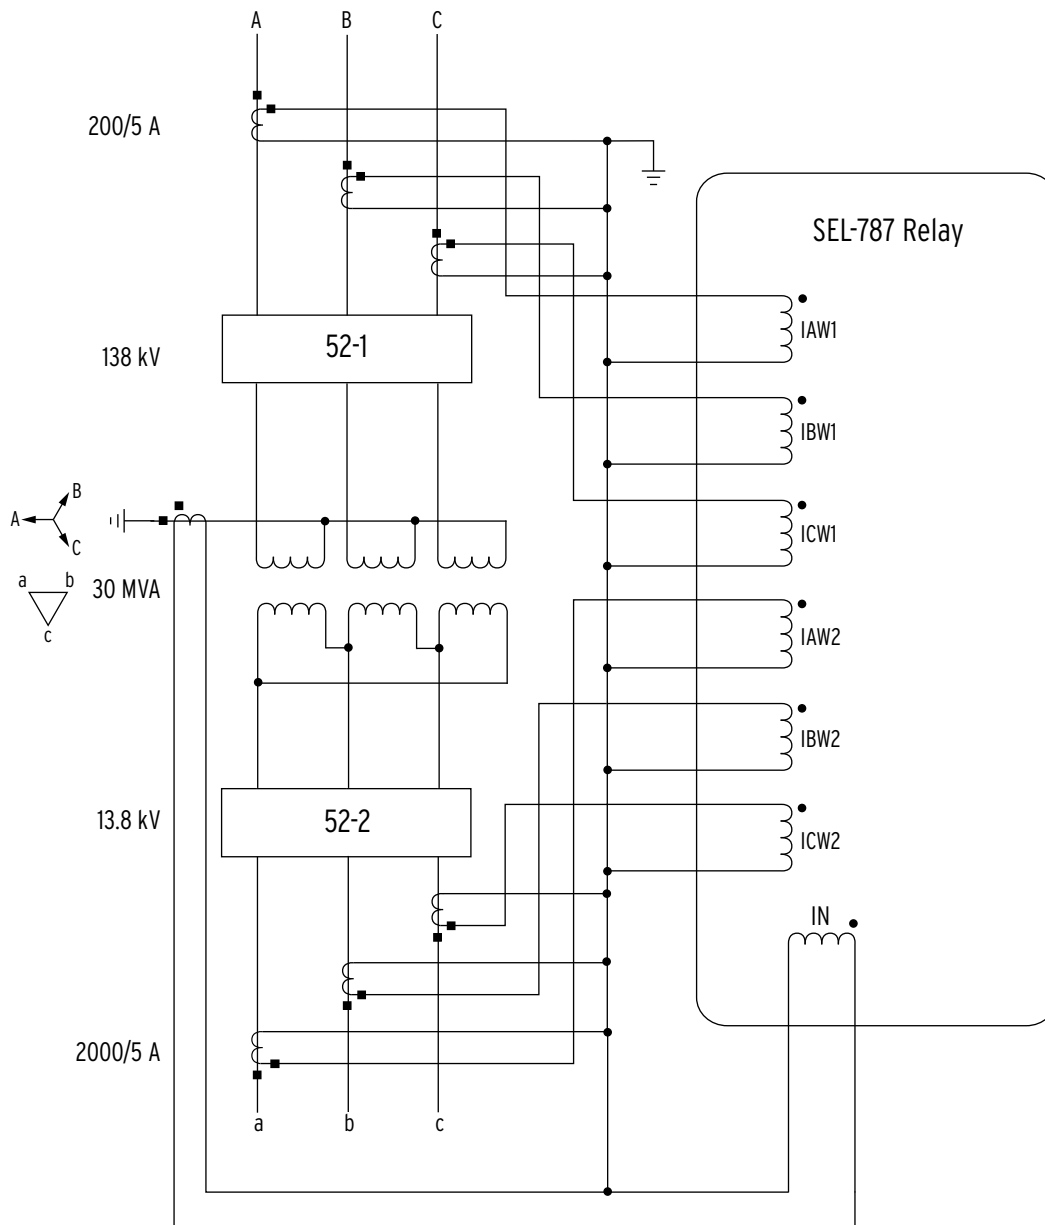 A B C
200/5 A
SEL-787 Relay
IAW1
52-1
138 kV
IBW1
B
A
C
ICW1
a b
c
30 MVA
IAW2
IBW2
52-2
13.8 kV
ICW2
IN
2000/5 A
a b c